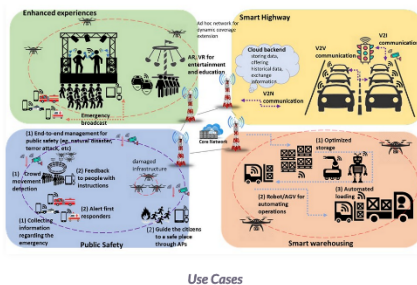 Enhanced experiences
Ad hoc network for
dynamic coverage
extension
AR, VR for
entertainment
and education
Emergency
broadcast
Smart Highway
Cloud backend
storing data,
offering
historical data,
exchange
information
V2V
communication
V2I
communication
V2N
communication
Core Network
(1) End-to-end management for
public safety (eg. natural disaster,
terror attack, etc)
(1) Crowd
movement
detection
(2) Feedback
to people with
instructions
damaged
infrastructure
(2) Alert first
responders
(1) Collecting
information
regarding the
emergency
(2) Guide the citizens
to a safe place
through APs
Public Safety
(1) Optimized
storage
(2) Robot/AGV for
automating
operations
(3) Automated
loading
Smart warehousing
Use Cases